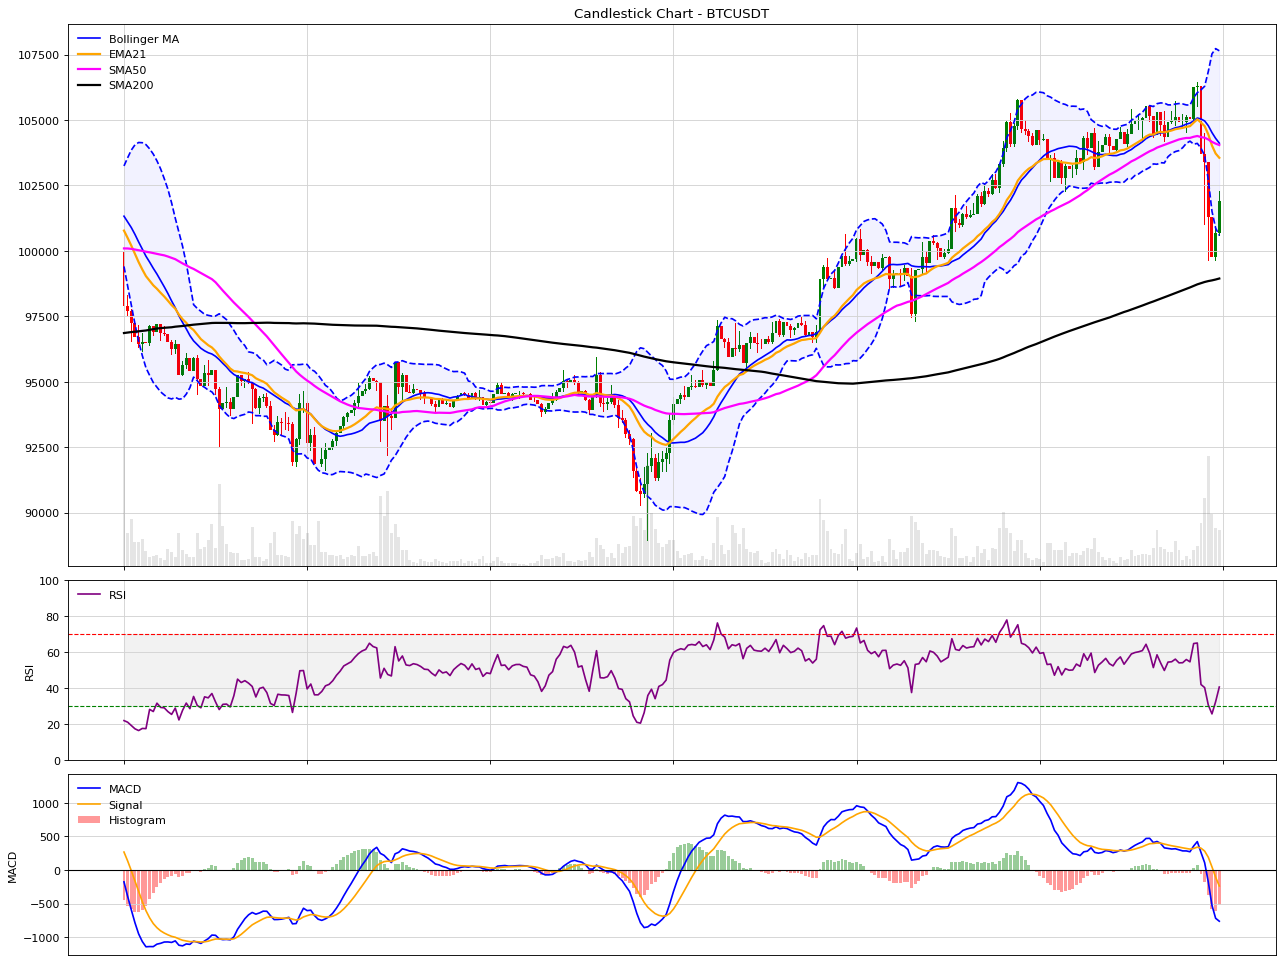 Candlestick Chart - BTCUSDT
Bollinger MA
EMA21
SMA50
SMA200
107500
105000
102500
100000
97500
95000
92500
90000
RSI
100
80
60
40
20
0
RSI
MACD
Signal
Histogram
1000
500
0
−500
−1000
MACD